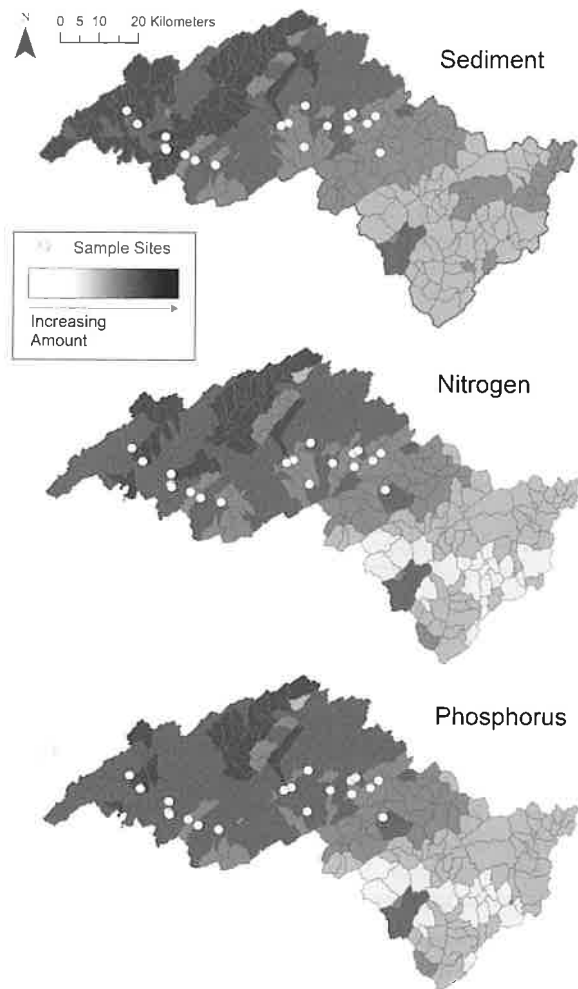 N
0 5 10 20 Kilometers
Sediment
Sample Sites
Increasing
Amount
Nitrogen
Phosphorus